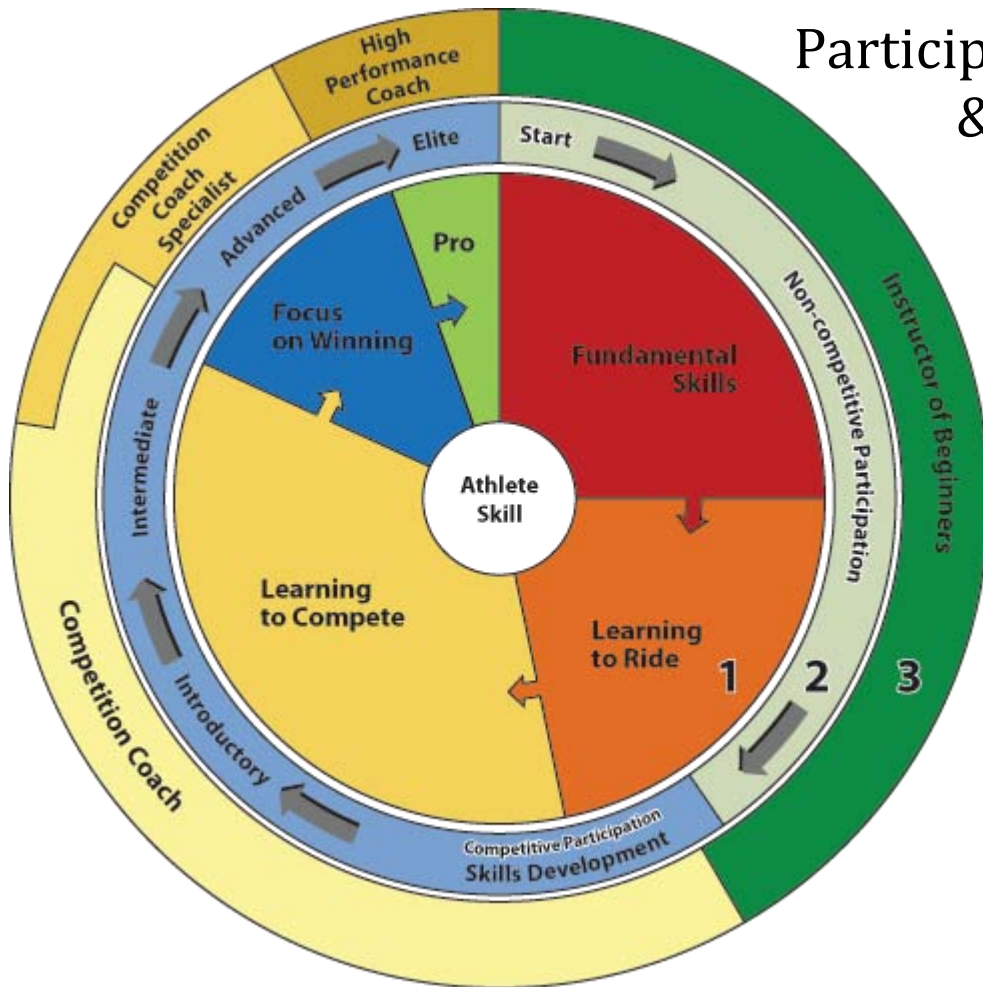 Particip
&
High
Performance
Coach
Competition
Coach
Specialist
Competition Coach
Instructor of Beginners
Start
Non-competitive Participation
Competitive Participation
Skills Development
Introductory
Intermediate
Advanced
Elite
Pro
Focus
on Winning
Fundamental
Skills
Athlete
Skill
Learning
to Compete
Learning
to Ride
1
2
3